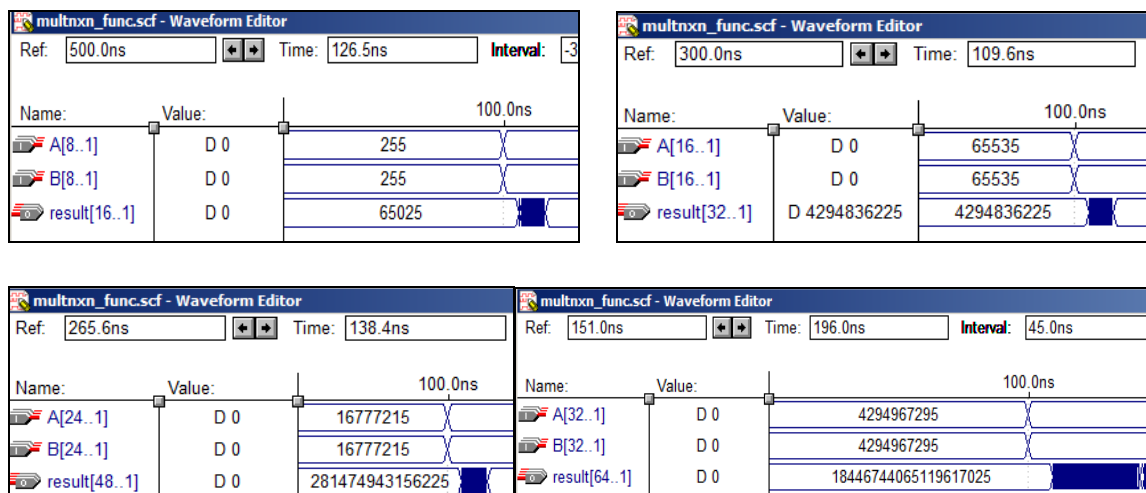 multnxn_func.scf - Waveform Editor
Ref: 500.0ns Time: 126.5ns Interval: -3
Name: Value: 100.0ns
A[8..1] D 0 255
B[8..1] D 0 255
result[16..1] D 0 65025
multnxn_func.scf - Waveform Editor
Ref: 300.0ns Time: 109.6ns
Name: Value: 100.0ns
A[16..1] D 0 65535
B[16..1] D 0 65535
result[32..1] D 4294836225 4294836225
multnxn_func.scf - Waveform Editor
Ref: 265.6ns Time: 138.4ns
Name: Value: 100.0ns
A[24..1] D 0 16777215
B[24..1] D 0 16777215
result[48..1] D 0 281474943156225
multnxn_func.scf - Waveform Editor
Ref: 151.0ns Time: 196.0ns Interval: 45.0ns
Name: Value: 100.0ns
A[32..1] D 0 4294967295
B[32..1] D 0 4294967295
result[64..1] D 0 18446744065119617025